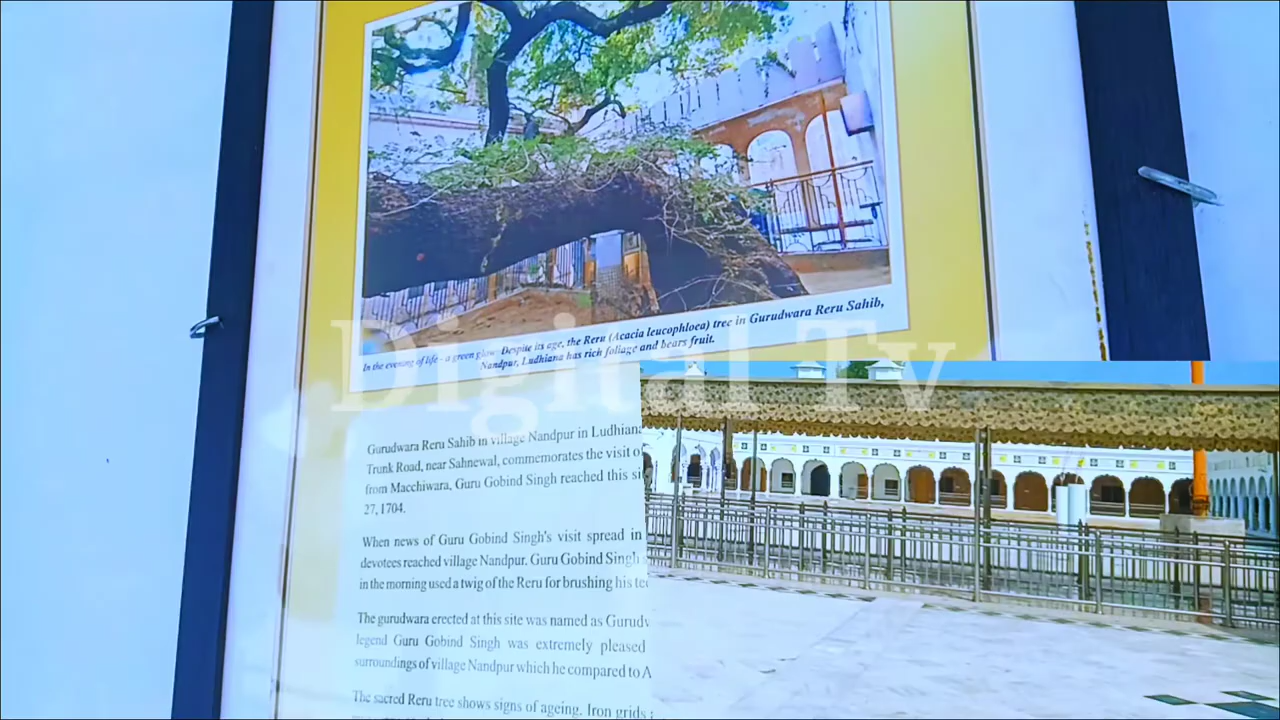 In the evening of life - a green glow- Despite its age, the Reru (Acacia leucophloea) tree in Gurudwara Reru Sahib,
Nandpur, Ludhiana has rich foliage and bears fruit.
Digital Tv
Gurudwara Reru Sahib in village Nandpur in Ludhiana
Trunk Road, near Sahnewal, commemorates the visit o
from Macchiwara, Guru Gobind Singh reached this si
27, 1704.
When news of Guru Gobind Singh's visit spread in
devotees reached village Nandpur. Guru Gobind Singh
in the morning used a twig of the Reru for brushing his te
The gurudwara erected at this site was named as Gurudv
legend Guru Gobind Singh was extremely pleased
surroundings of village Nandpur which he compared to A
The sacred Reru tree shows signs of ageing. Iron grids